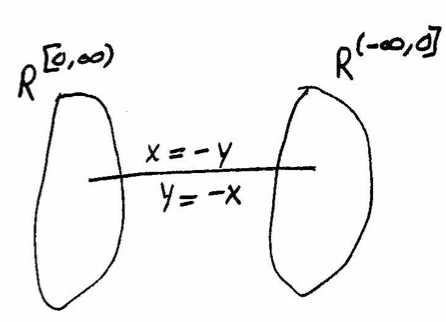 R[0,∞)
R(-∞,0]
x = -y
y = -x